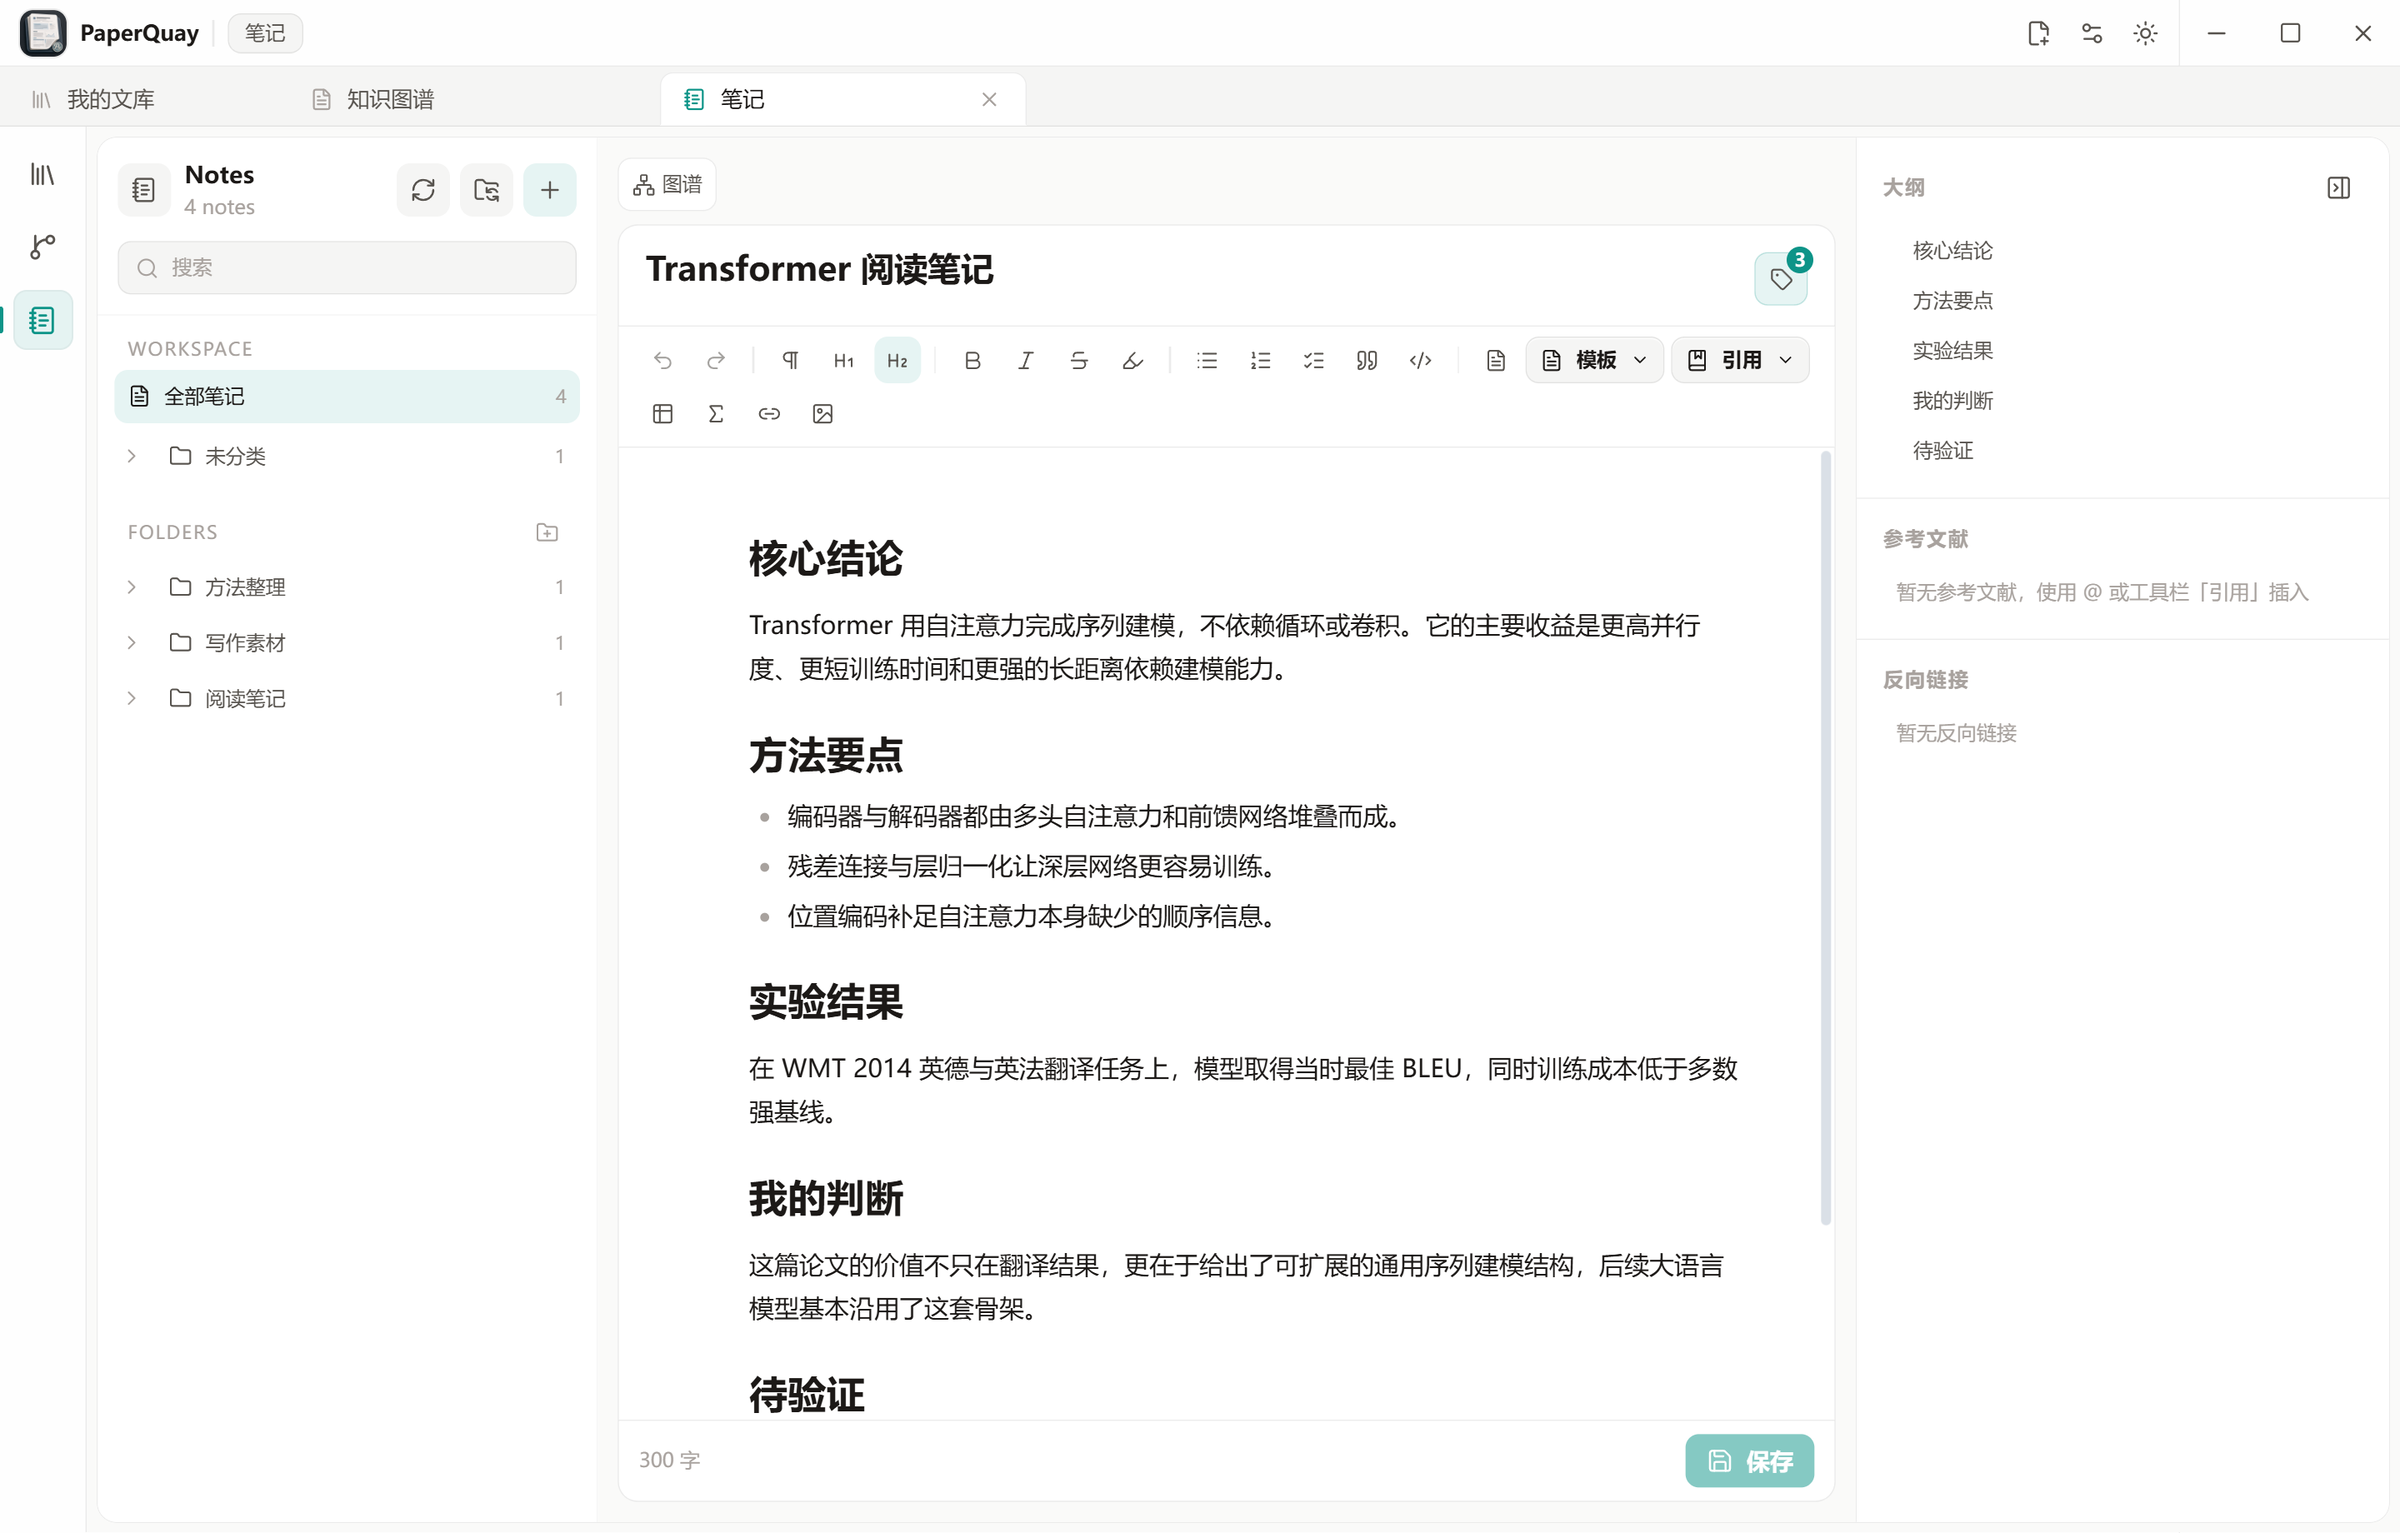 PaperQuay
笔记
我的文库
知识图谱
笔记
Notes
4 notes
搜索
WORKSPACE
全部笔记 4
未分类 1
FOLDERS
方法整理 1
写作素材 1
阅读笔记 1
图谱
Transformer 阅读笔记
3
H1
H2
模板
引用
核心结论
Transformer 用自注意力完成序列建模，不依赖循环或卷积。它的主要收益是更高并行
度、更短训练时间和更强的长距离依赖建模能力。
方法要点
编码器与解码器都由多头自注意力和前馈网络堆叠而成。
残差连接与层归一化让深层网络更容易训练。
位置编码补足自注意力本身缺少的顺序信息。
实验结果
在 WMT 2014 英德与英法翻译任务上，模型取得当时最佳 BLEU，同时训练成本低于多数
强基线。
我的判断
这篇论文的价值不只在翻译结果，更在于给出了可扩展的通用序列建模结构，后续大语言
模型基本沿用了这套骨架。
待验证
300 字
保存
大纲
核心结论
方法要点
实验结果
我的判断
待验证
参考文献
暂无参考文献，使用 @ 或工具栏「引用」插入
反向链接
暂无反向链接